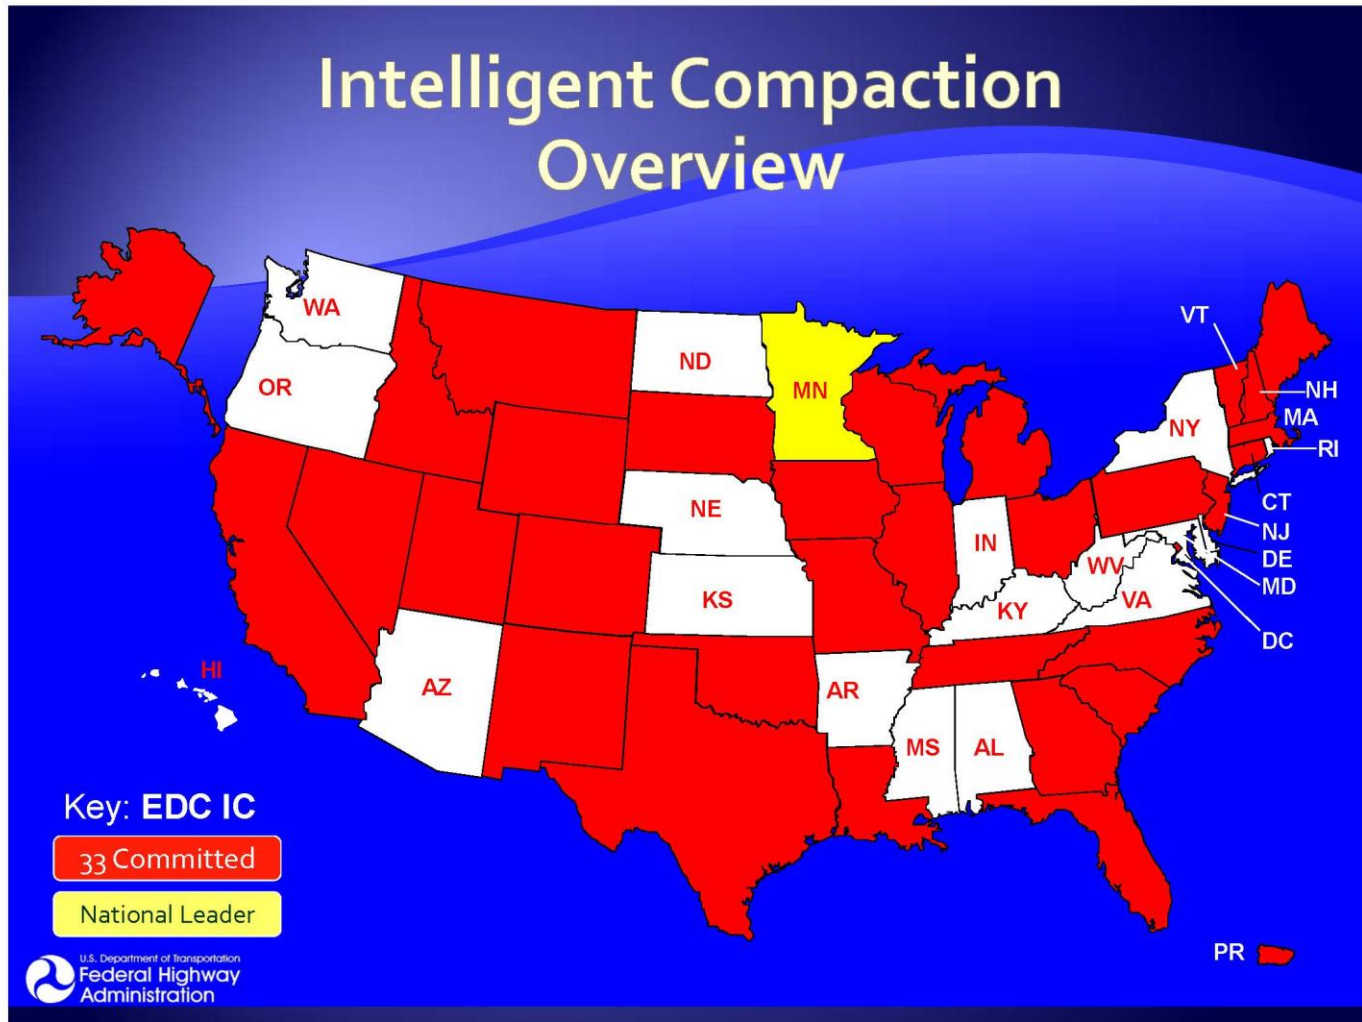 Intelligent Compaction
Overview
WA
OR
ND
MN
NE
KS
AZ
HI
IN
KY
WV
VA
AR
MS
AL
NY
VT
NH
MA
RI
CT
NJ
DE
MD
DC
PR
Key: EDC IC
33 Committed
National Leader
U.S. Department of Transportation
Federal Highway
Administration